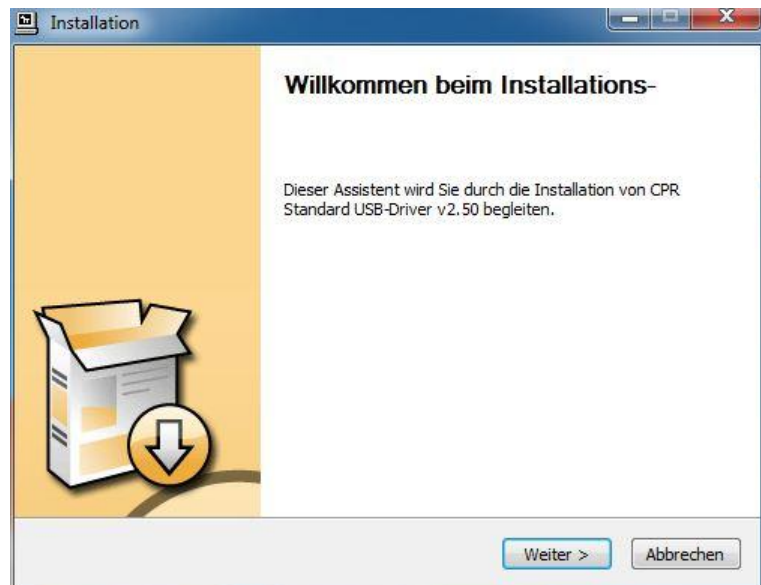 Installation
Willkommen beim Installations-
Dieser Assistent wird Sie durch die Installation von CPR
Standard USB-Driver v2.50 begleiten.
Weiter >
Abbrechen